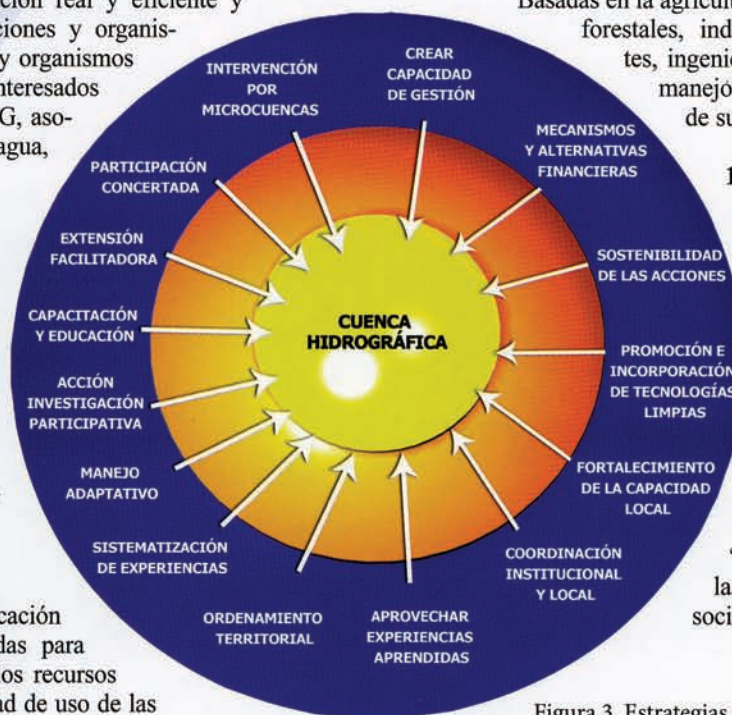 ción real y eficiente y
ciones y organis-
y organismos
nteresados
G, aso-
agua,
cación
das para
los recursos
ad de uso de las
Basadas en la agricult
forestales, ind
tes, ingenie
manejo
de su
1
la
soci
CREAR
CAPACIDAD
DE GESTIÓN
MECANISMOS
Y ALTERNATIVAS
FINANCIERAS
SOSTENIBILIDAD
DE LAS ACCIONES
PROMOCIÓN E
INCORPORACIÓN
DE TECNOLOGÍAS
LIMPIAS
FORTALECIMIENTO
DE LA CAPACIDAD
LOCAL
COORDINACIÓN
INSTITUCIONAL
Y LOCAL
APROVECHAR
EXPERIENCIAS
APRENDIDAS
ORDENAMIENTO
TERRITORIAL
SISTEMATIZACIÓN
DE EXPERIENCIAS
MANEJO
ADAPTATIVO
ACCIÓN
INVESTIGACIÓN
PARTICIPATIVA
CAPACITACIÓN
Y EDUCACIÓN
EXTENSIÓN
FACILITADORA
PARTICIPACIÓN
CONCERTADA
INTERVENCIÓN
POR
MICROCUENCAS
CUENCA
HIDROGRÁFICA
Figura 3. Estrategias